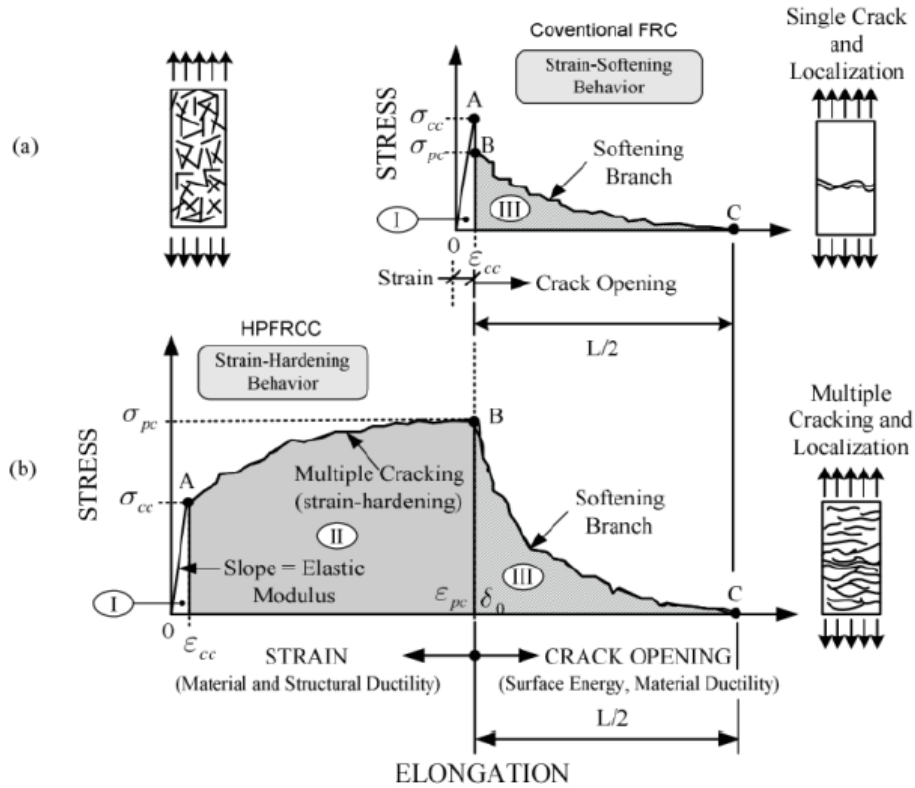 (a)
Coventional FRC
Strain-Softening
Behavior
Single Crack
and
Localization
STRESS
σcc
σpc
A
B
Softening
Branch
III
C
I
0
εcc
Strain
Crack Opening
L/2
HPFRCC
Strain-Hardening
Behavior
(b)
STRESS
σpc
σcc
A
B
Multiple Cracking
(strain-hardening)
II
Softening
Branch
Slope = Elastic
Modulus
III
C
I
εpc
δ0
0
εcc
Multiple
Cracking and
Localization
STRAIN
(Material and Structural Ductility)
CRACK OPENING
(Surface Energy, Material Ductility)
L/2
ELONGATION